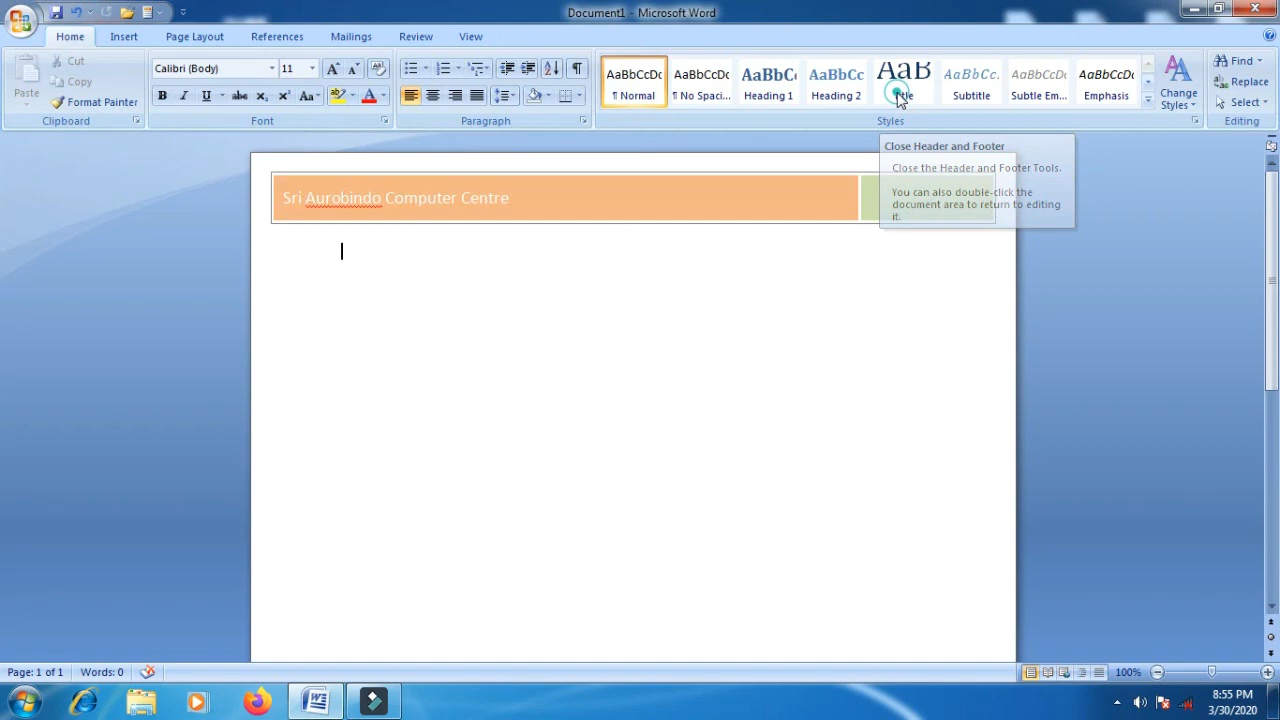 Document1 - Microsoft Word
Home Insert Page Layout References Mailings Review View
Paste
Cut
Copy
Format Painter
Clipboard
Calibri (Body) 11
Font
Paragraph
AaBbCcDc AaBbCcDc AaBbC AaBbCc AaB AaBbCc. AaBbCcDc AaBbCcDc
¶ Normal ¶ No Spaci... Heading 1 Heading 2 Subtitle Subtle Em... Emphasis
Change
Styles
Styles
Find
Replace
Select
Editing
Close Header and Footer
Close the Header and Footer Tools.
You can also double-click the
document area to return to editing
it.
Sri Aurobindo Computer Centre
Page: 1 of 1 Words: 0 100%
8:55 PM
3/30/2020